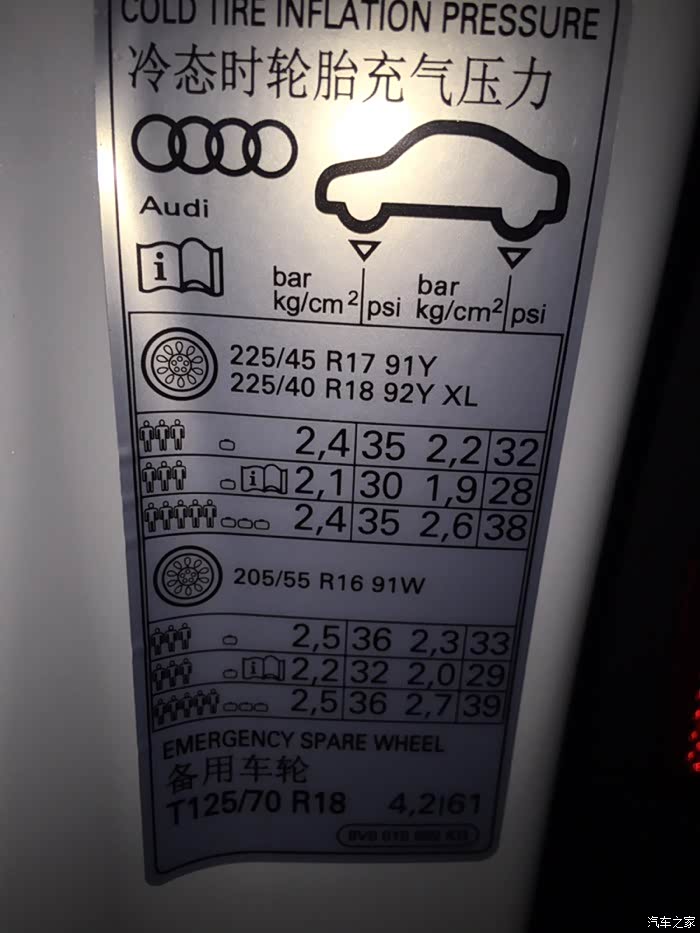 COLD TIRE INFLATION PRESSURE
冷态时轮胎充气压力
Audi
i
bar kg/cm² psi bar kg/cm² psi
225/45 R17 91Y
225/40 R18 92Y XL
2,4 35 2,2 32
i 2,1 30 1,9 28
2,4 35 2,6 38
205/55 R16 91W
2,5 36 2,3 33
i 2,2 32 2,0 29
2,5 36 2,7 39
EMERGENCY SPARE WHEEL
备用车轮
T125/70 R18 4,2|61
汽车之家